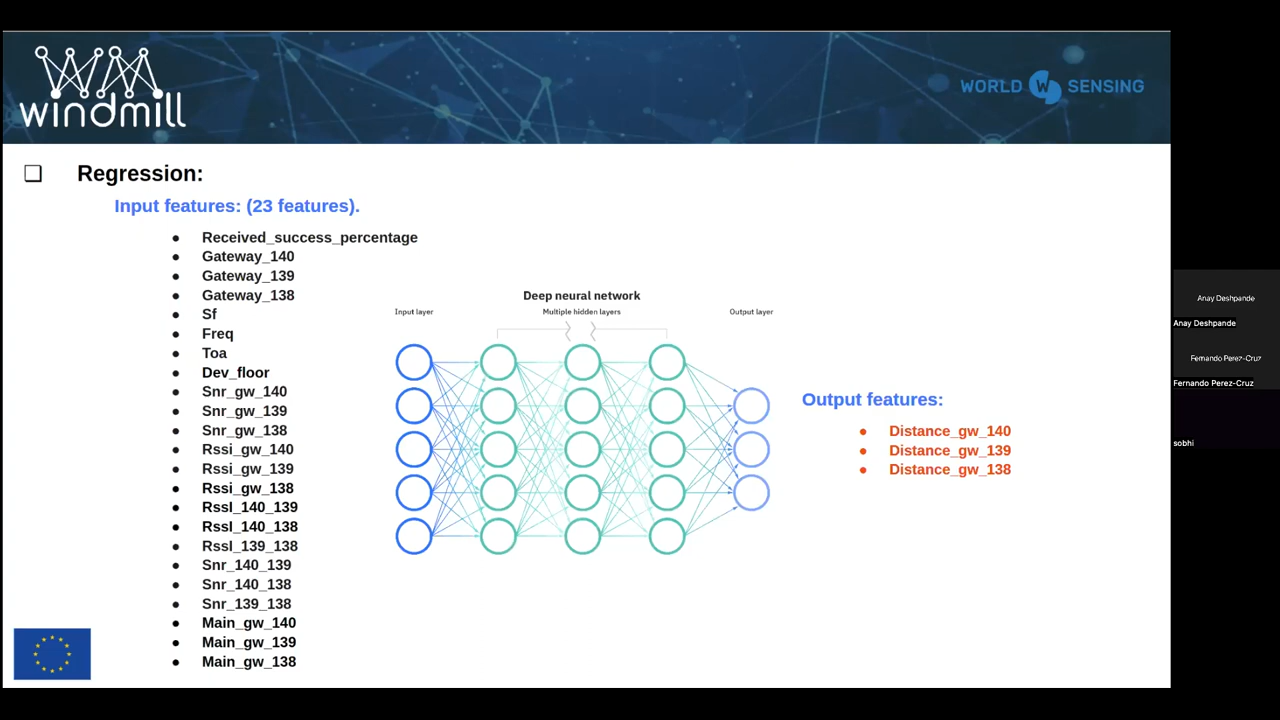 windmill
WORLD SENSING
Regression:
Input features: (23 features).
Received_success_percentage
Gateway_140
Gateway_139
Gateway_138
Sf
Freq
Toa
Dev_floor
Snr_gw_140
Snr_gw_139
Snr_gw_138
Rssi_gw_140
Rssi_gw_139
Rssi_gw_138
RssI_140_139
RssI_140_138
RssI_139_138
Snr_140_139
Snr_140_138
Snr_139_138
Main_gw_140
Main_gw_139
Main_gw_138
Deep neural network
Input layer
Multiple hidden layers
Output layer
Output features:
Distance_gw_140
Distance_gw_139
Distance_gw_138
Anay Deshpande
Anay Deshpande
Fernando Perez-Cruz
Fernando Perez-Cruz
sobhi